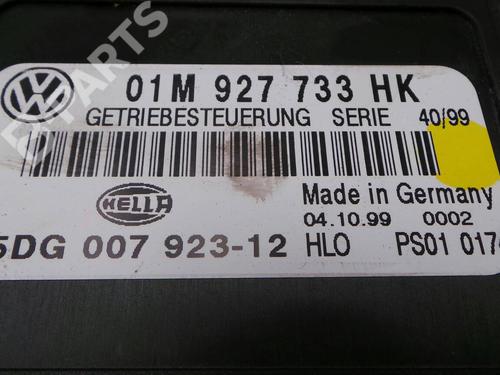 01M 927 733 HK
GETRIEBESTEUERUNG SERIE 40/99
HELLA
Made in Germany
04.10.99 0002
5DG 007 923-12 HLO PS01 0174
PARTS